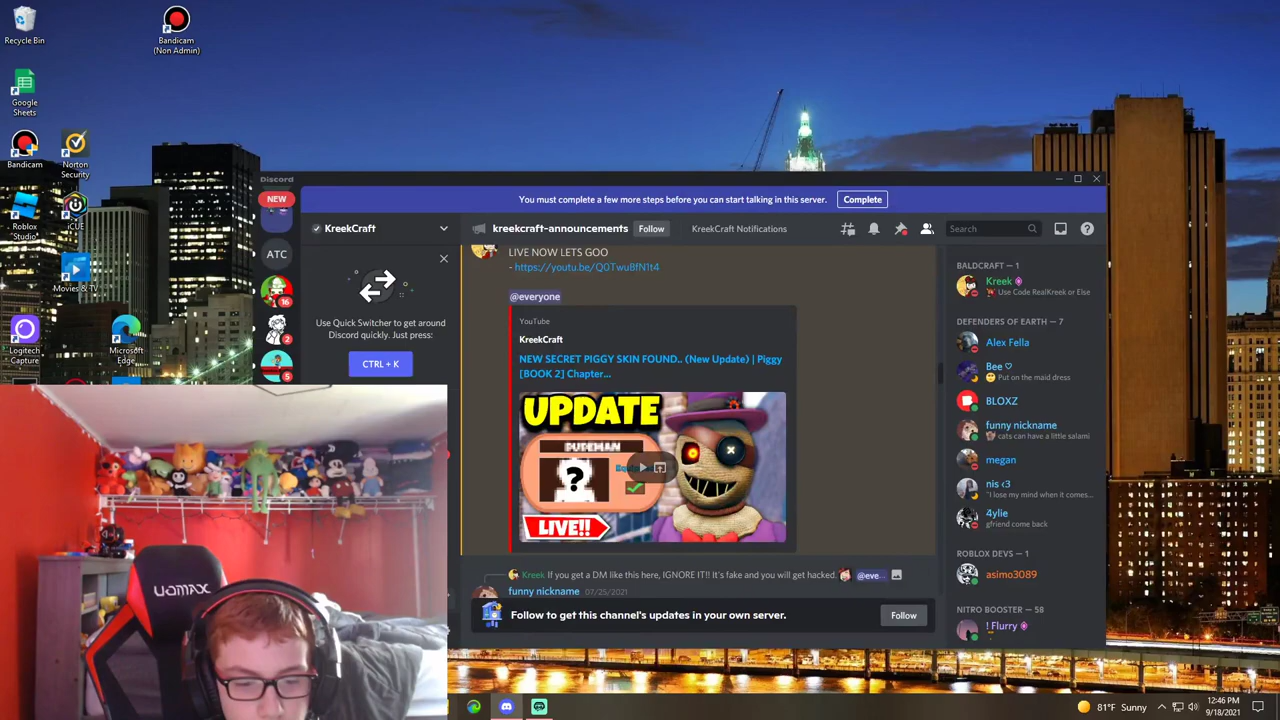 Recycle Bin
Bandicam
(Non Admin)
Google
Sheets
Bandicam
Norton
Security
Roblox
Studio
iCUE
Movies & TV
Logitech
Capture
Microsoft
Edge
Discord
NEW
You must complete a few more steps before you can start talking in this server.
Complete
KreekCraft
kreekcraft-announcements
Follow
KreekCraft Notifications
Search
ATC
16
2
5
Use Quick Switcher to get around
Discord quickly. Just press:
CTRL + K
LIVE NOW LETS GOO
- https://youtu.be/Q0TwuBfN1t4
@everyone
YouTube
KreekCraft
NEW SECRET PIGGY SKIN FOUND.. (New Update) | Piggy
[BOOK 2] Chapter...
UPDATE
DUDEMAN
?
LIVE!!
Kreek If you get a DM like this here, IGNORE IT!! It's fake and you will get hacked. @eve...
funny nickname 07/25/2021
Follow to get this channel's updates in your own server.
Follow
BALDCRAFT — 1
Kreek
Use Code RealKreek or Else
DEFENDERS OF EARTH — 7
Alex Fella
Bee
Put on the maid dress
BLOXZ
funny nickname
cats can have a little salami
megan
nis <3
"I lose my mind when it comes...
4ylie
gfriend come back
ROBLOX DEVS — 1
asimo3089
NITRO BOOSTER — 58
! Flurry
UOMAX
81°F Sunny
12:46 PM
9/18/2021